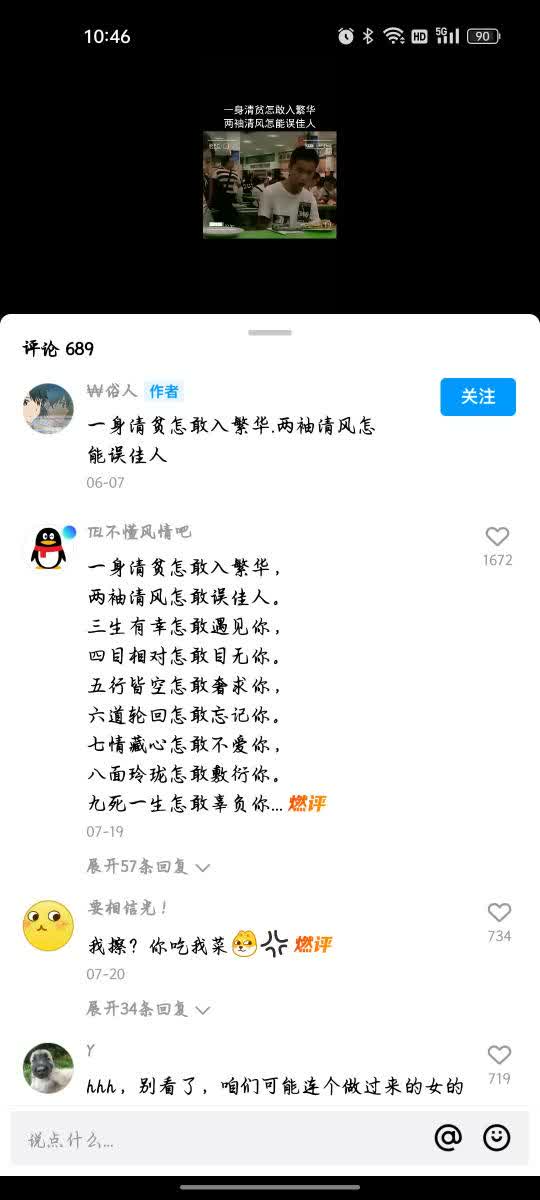 10:46
HD
5G
90
一身清贫怎敢入繁华
两袖清风怎能误佳人
评论 689
₩俗人 作者
关注
一身清贫怎敢入繁华.两袖清风怎
能误佳人
06-07
不懂风情吧
一身清贫怎敢入繁华，
1672
两袖清风怎敢误佳人。
三生有幸怎敢遇见你，
四目相对怎敢目无你。
五行皆空怎敢奢求你，
六道轮回怎敢忘记你。
七情藏心怎敢不爱你，
八面玲珑怎敢敷衍你。
九死一生怎敢辜负你... 燃评
07-19
展开57条回复
要相信光！
734
我擦？你吃我菜 燃评
07-20
展开34条回复
Y
719
hhh，别看了，咱们可能连个做过来的女的
说点什么...
@